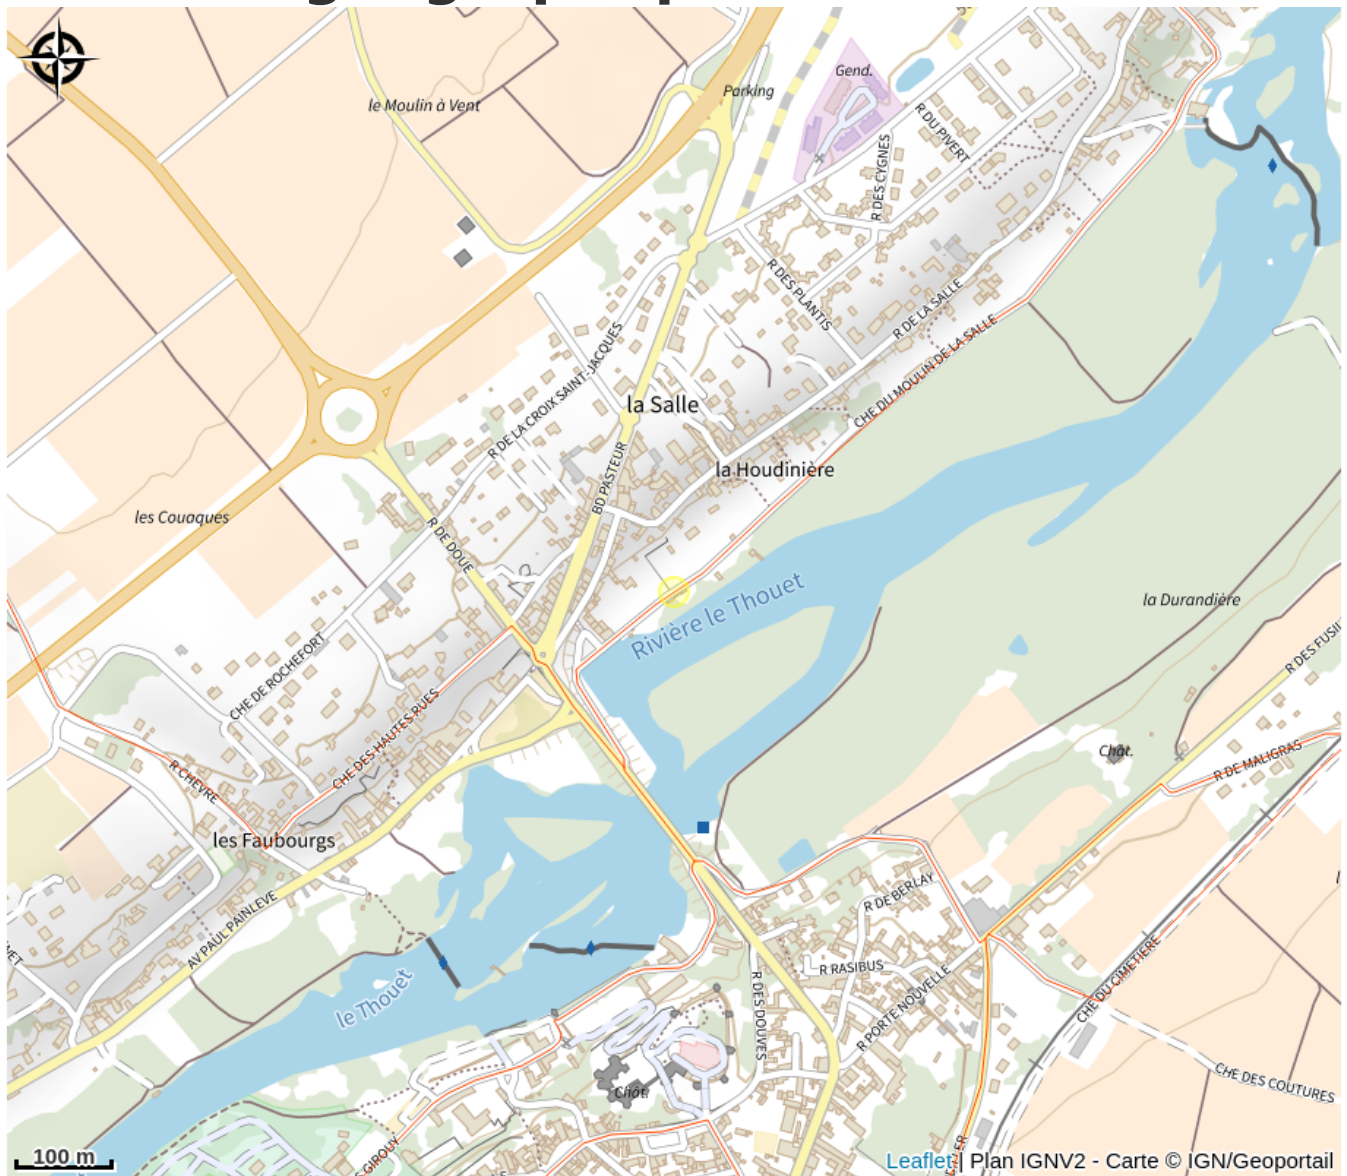 le Moulin à Vent
Gend.
Parking
R DU PIVERT
R DES CYGNES
R DES PLANTIS
R DE LA SALLE
CHE DU MOULIN DE LA SALLE
R DE LA CROIX SAINT-JACQUES
la Salle
BD PASTEUR
la Houdinière
les Couaques
R DE DOUE
Rivière le Thouet
la Durandière
R DES FUSIL
CHE DE ROCHEFORT
CHE DES HAUTES RUES
R CHEVRE
Chât.
R DE MALIGRAS
les Faubourgs
R DE BERLAY
AV PAUL PAINLEVE
le Thouet
R RASIBUS
R PORTE NOUVELLE
R DES DOUVES
CHE DU CIMETIERE
CHE DES COUTURES
Chât.
GIROUY
100 m
Leaflet | Plan IGNV2 - Carte © IGN/Geoportail